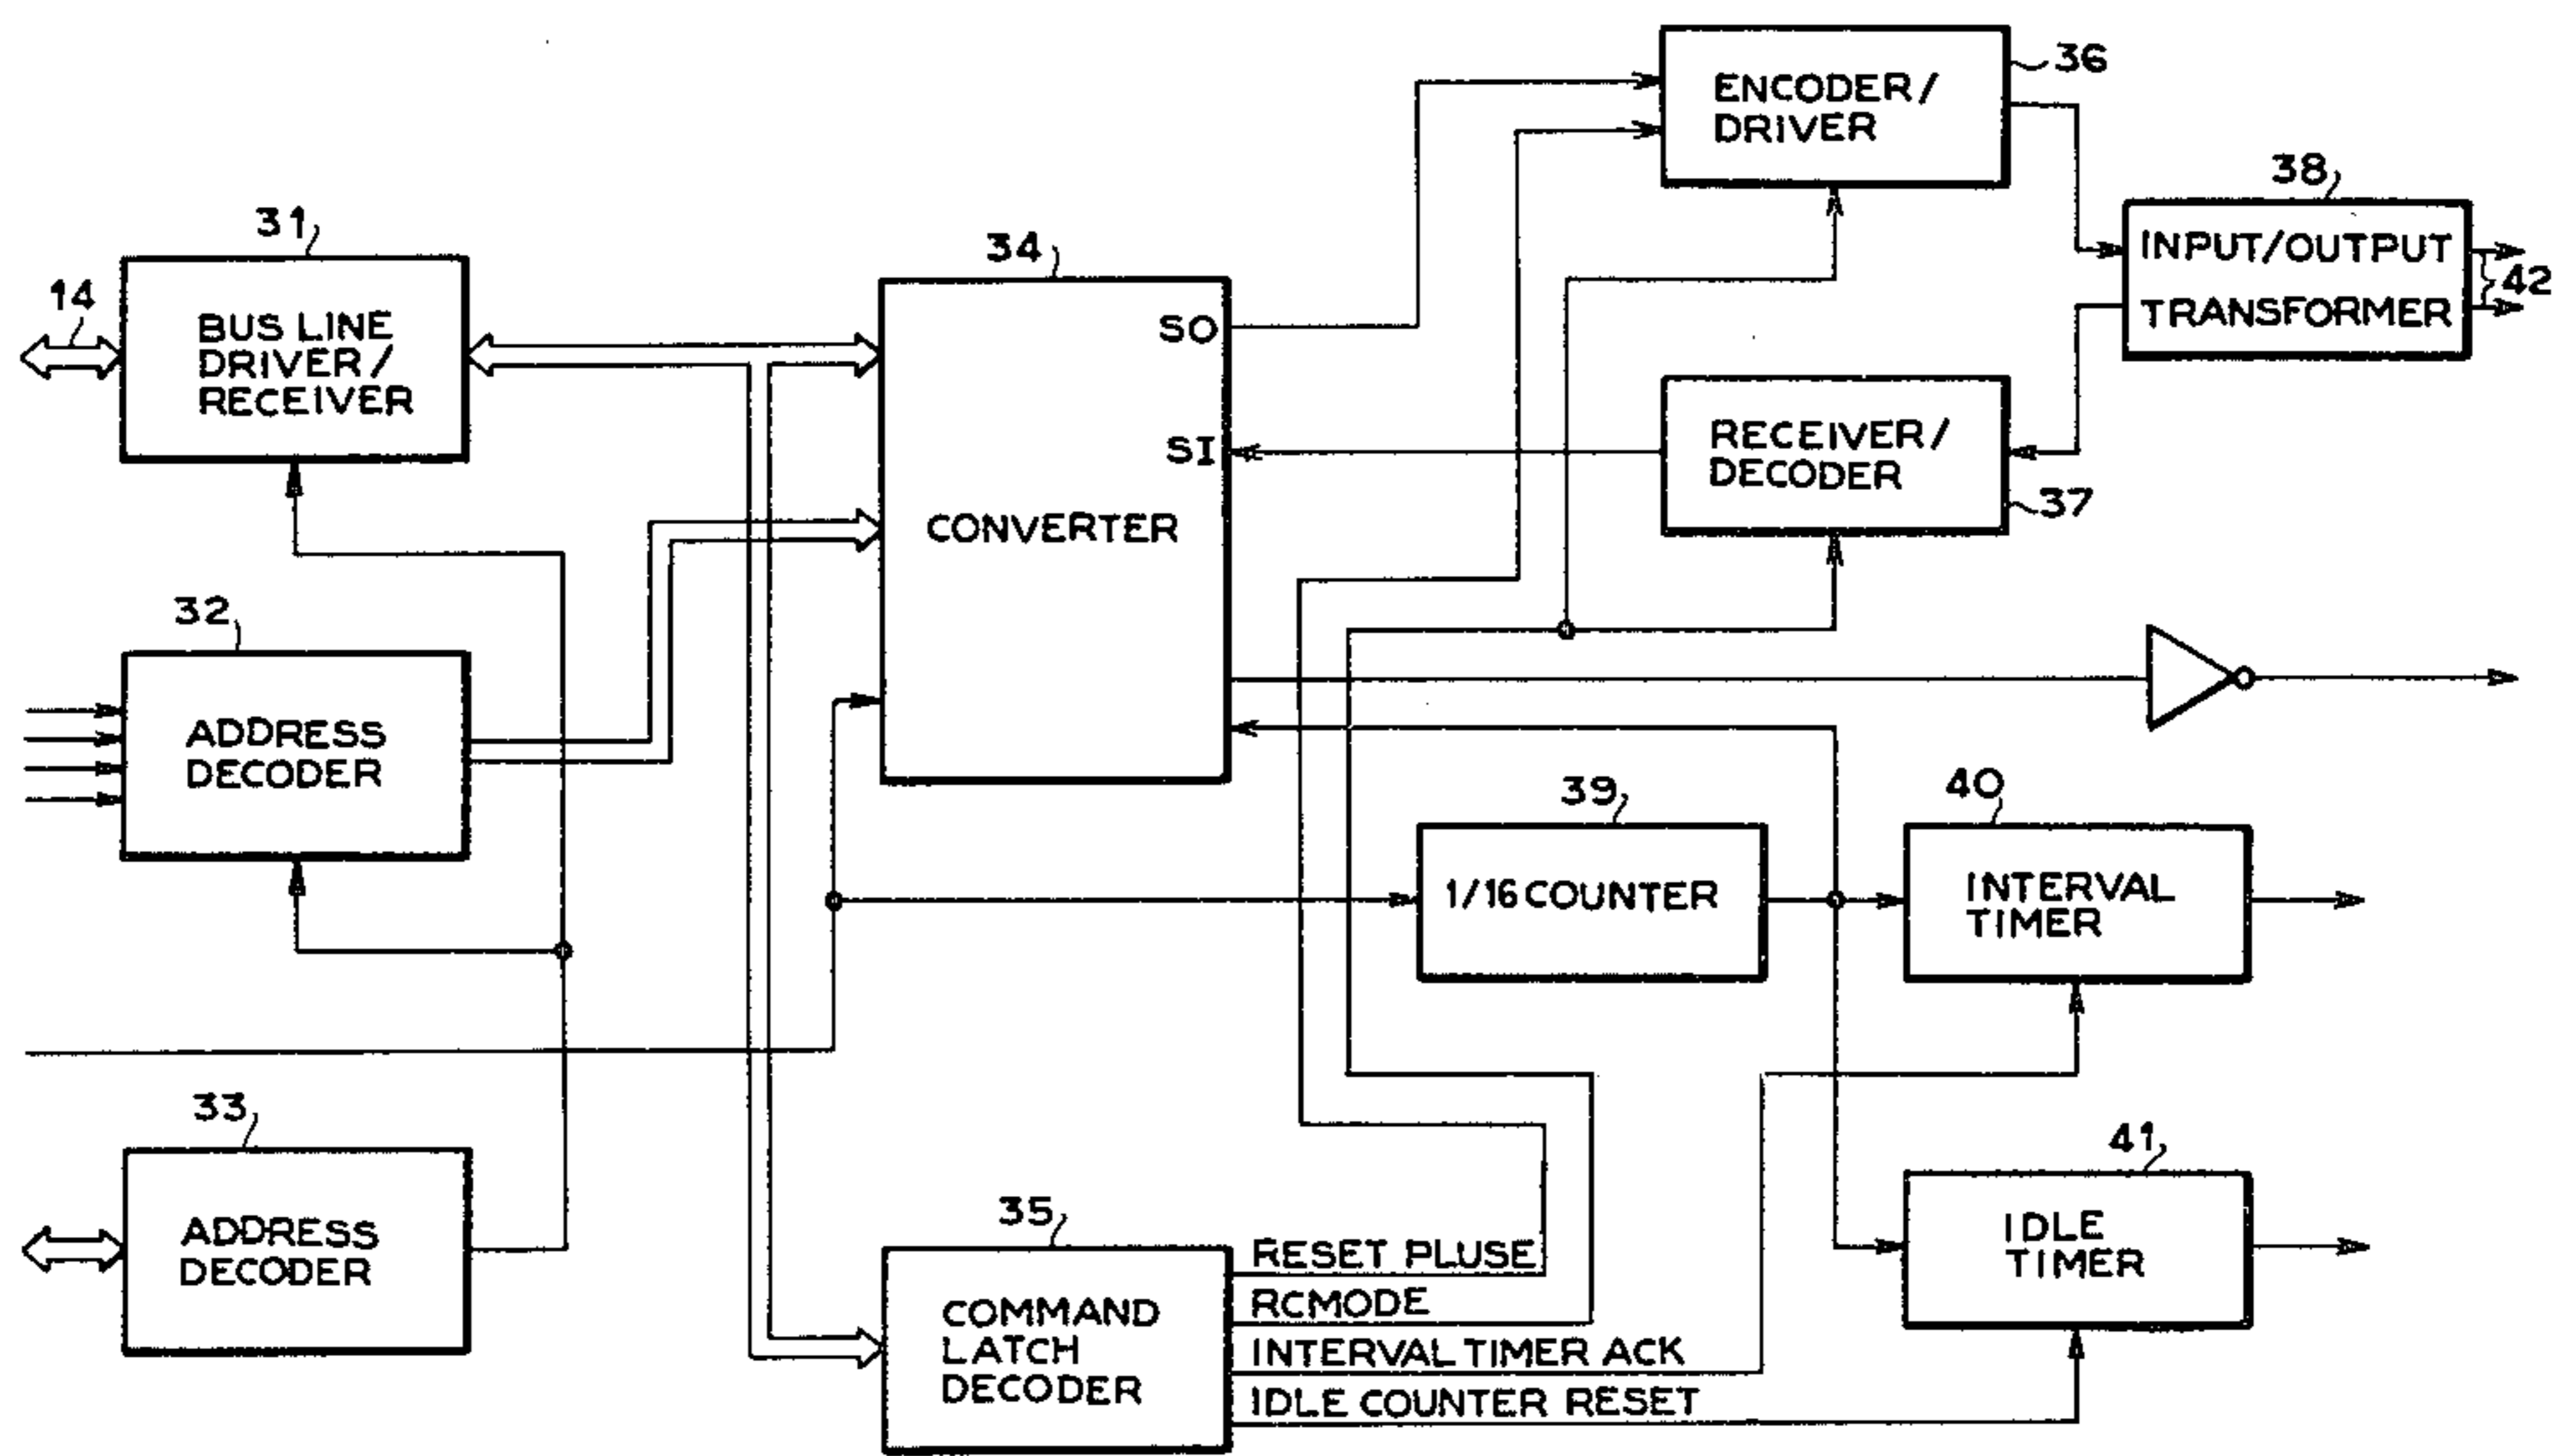 36
ENCODER/
DRIVER
38
INPUT/OUTPUT
TRANSFORMER
42
31
14
BUS LINE
DRIVER/
RECEIVER
34
SO
SI
CONVERTER
RECEIVER/
DECODER
37
32
ADDRESS
DECODER
39
1/16 COUNTER
40
INTERVAL
TIMER
33
ADDRESS
DECODER
35
COMMAND
LATCH
DECODER
RESET PLUSE
RCMODE
INTERVAL TIMER ACK
IDLE COUNTER RESET
41
IDLE
TIMER